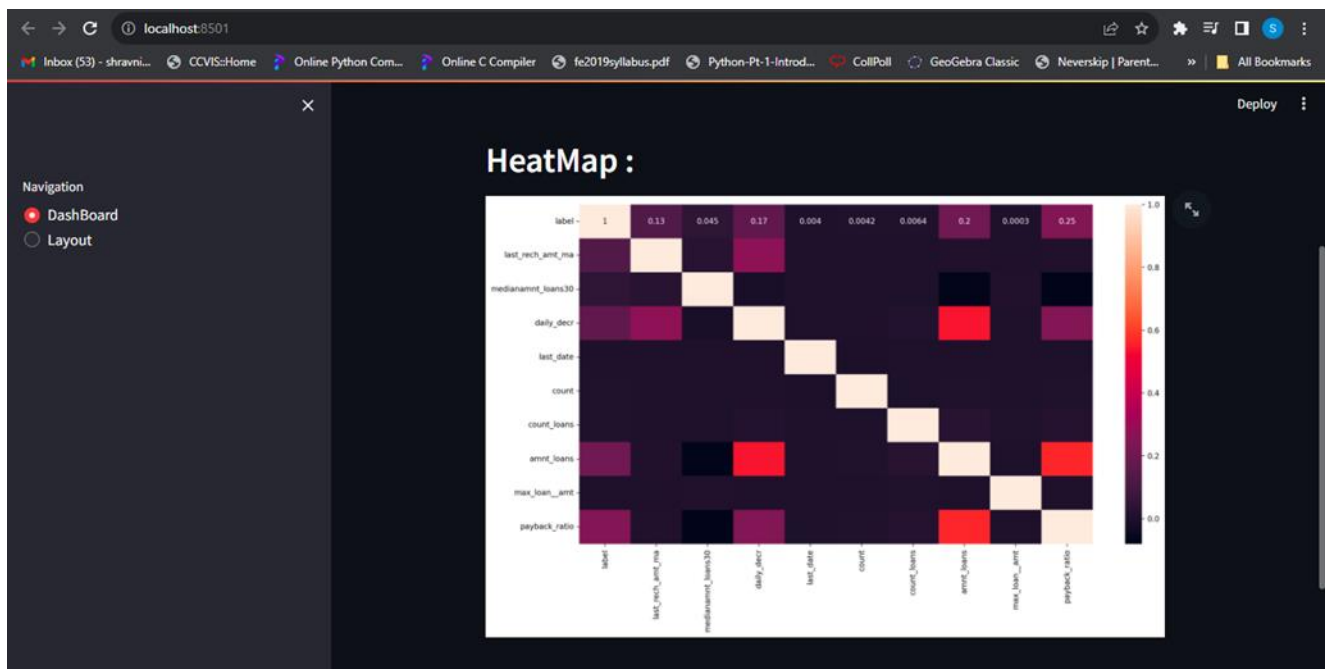 localhost:8501
S
Inbox (53) - shravni... CCVIS::Home Online Python Com... Online C Compiler fe2019syllabus.pdf Python-Pt-1-Introd... CollPoll GeoGebra Classic Neverskip | Parent... » All Bookmarks
Deploy
Navigation
DashBoard
Layout
HeatMap :
label 1 0.13 0.045 0.17 0.004 0.0042 0.0064 0.2 0.0003 0.25
last_rech_amt_ma
medianamnt_loans30
daily_decr
last_date
count
count_loans
amnt_loans
max_loan__amt
payback_ratio
label last_rech_amt_ma medianamnt_loans30 daily_decr last_date count count_loans amnt_loans max_loan__amt payback_ratio
1.0
0.8
0.6
0.4
0.2
0.0